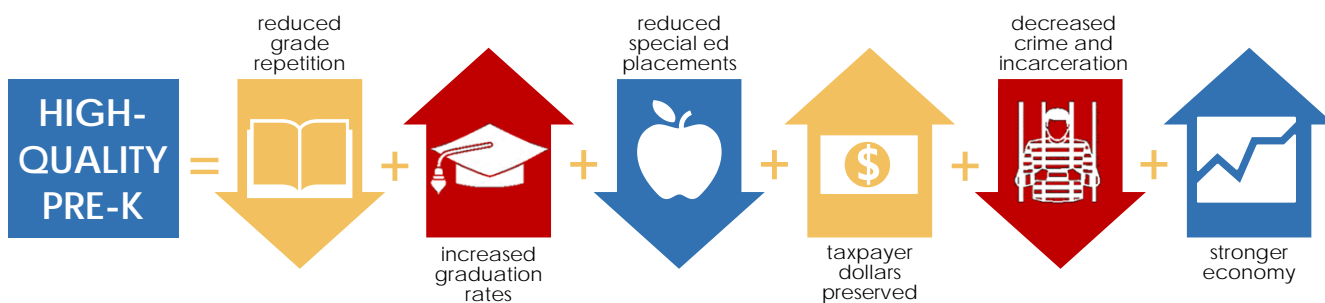 HIGH-
QUALITY
PRE-K
=
reduced
grade
repetition
+
increased
graduation
rates
+
reduced
special ed
placements
+
$
taxpayer
dollars
preserved
+
decreased
crime and
incarceration
+
stronger
economy